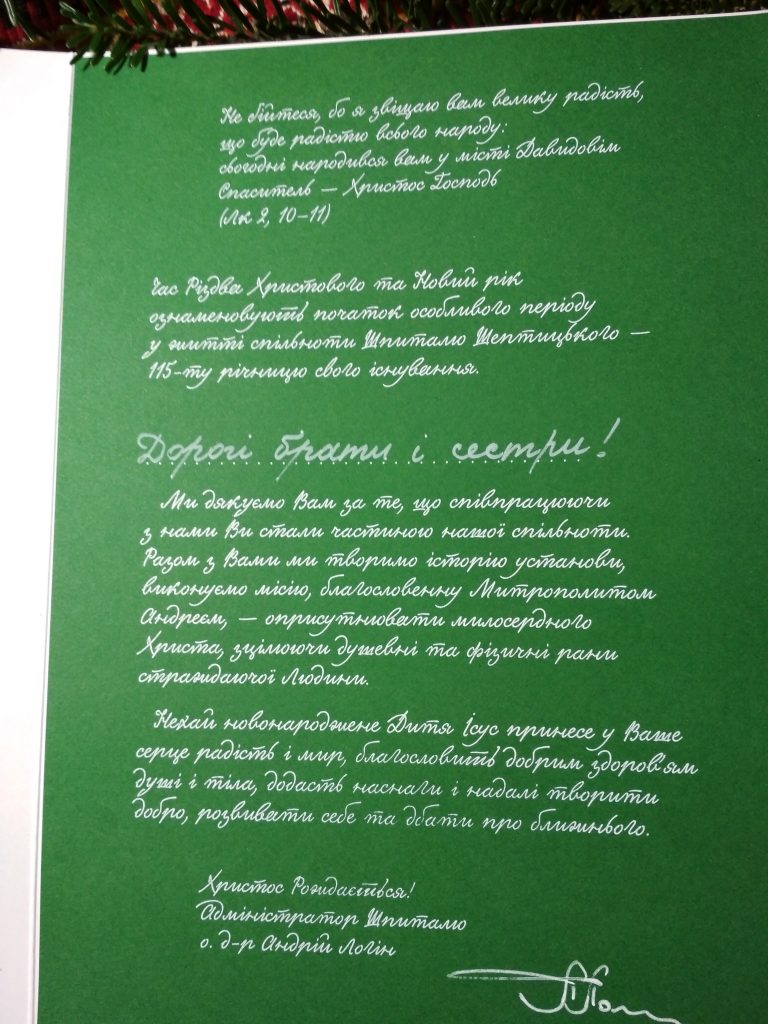 Не бійтеся, бо я звіщаю вам велику радість,
що буде радістю всього народу:
сьогодні народився вам у місті Давидовім
Спаситель — Христос Господь
(Лк 2, 10–11)
Час Різдва Христового та Новий рік
ознаменовують початок особливого періоду
у житті спільноти Шпиталю Шептицького —
115-ту річницю свого існування.
Дорогі брати і сестри!
Ми дякуємо Вам за те, що співпрацюючи
з нами Ви стали частиною нашої спільноти.
Разом з Вами ми творимо історію установи,
виконуємо місію, благословенну Митрополитом
Андреєм, — оприсутнювати милосердного
Христа, зцілюючи душевні та фізичні рани
страждаючої Людини.
Нехай новонароджене Дитя Ісус принесе у Ваше
серце радість і мир, благословить добрим здоров'ям
душі і тіла, додасть наснаги і надалі творити
добро, розвивати себе та дбати про ближнього.
Христос Рождається!
Адміністратор Шпиталю
о. д-р Андрій Логін